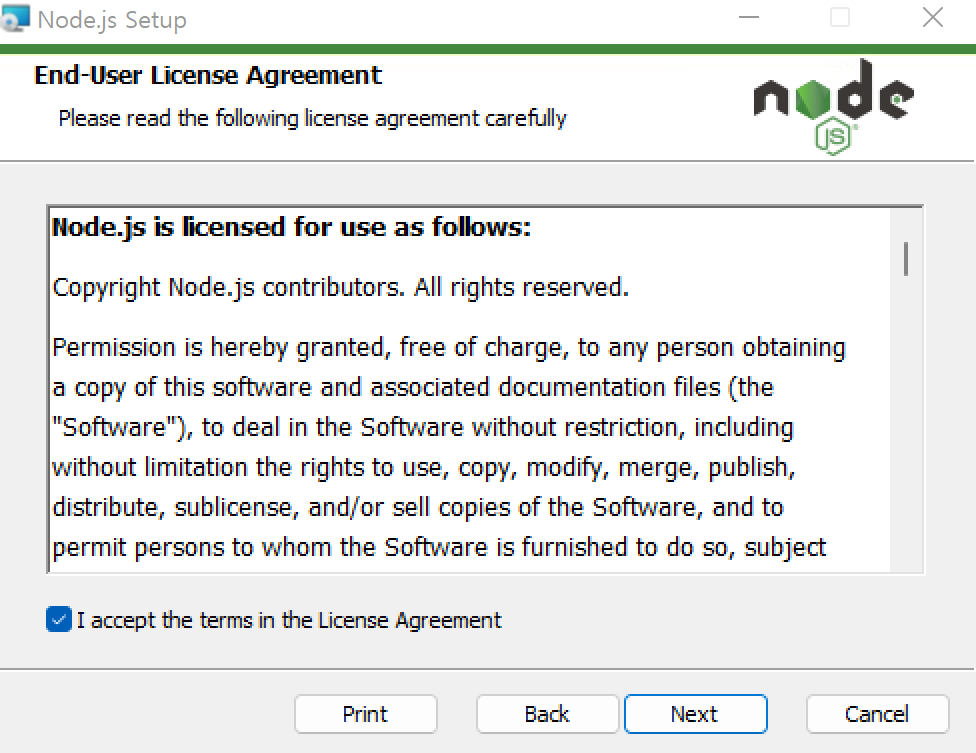 Node.js Setup
End-User License Agreement
Please read the following license agreement carefully
node
JS
Node.js is licensed for use as follows:
Copyright Node.js contributors. All rights reserved.
Permission is hereby granted, free of charge, to any person obtaining
a copy of this software and associated documentation files (the
"Software"), to deal in the Software without restriction, including
without limitation the rights to use, copy, modify, merge, publish,
distribute, sublicense, and/or sell copies of the Software, and to
permit persons to whom the Software is furnished to do so, subject
I accept the terms in the License Agreement
Print
Back
Next
Cancel